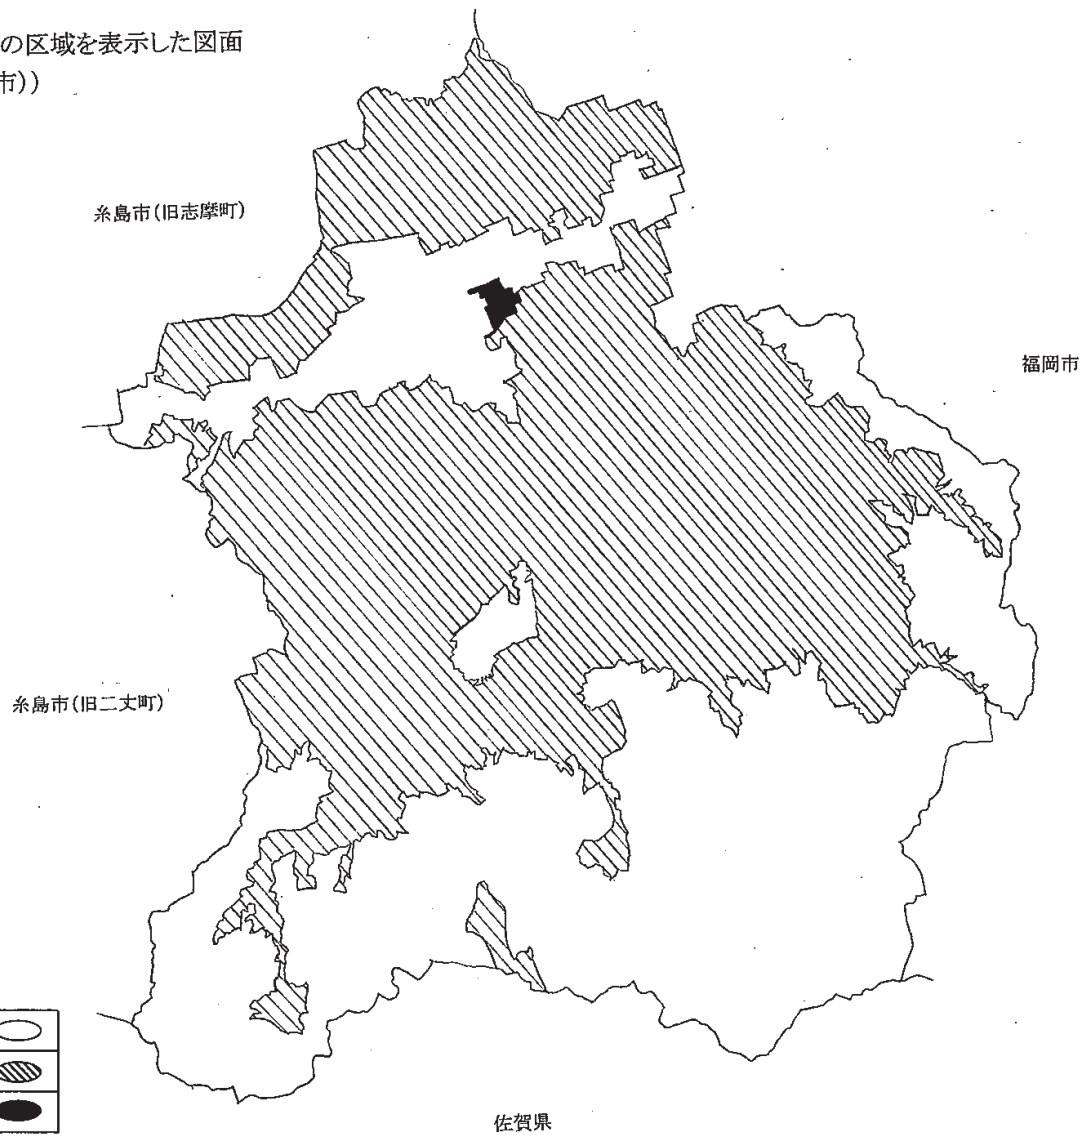 の区域を表示した図面
市))
糸島市(旧志摩町)
福岡市
糸島市(旧二丈町)
佐賀県